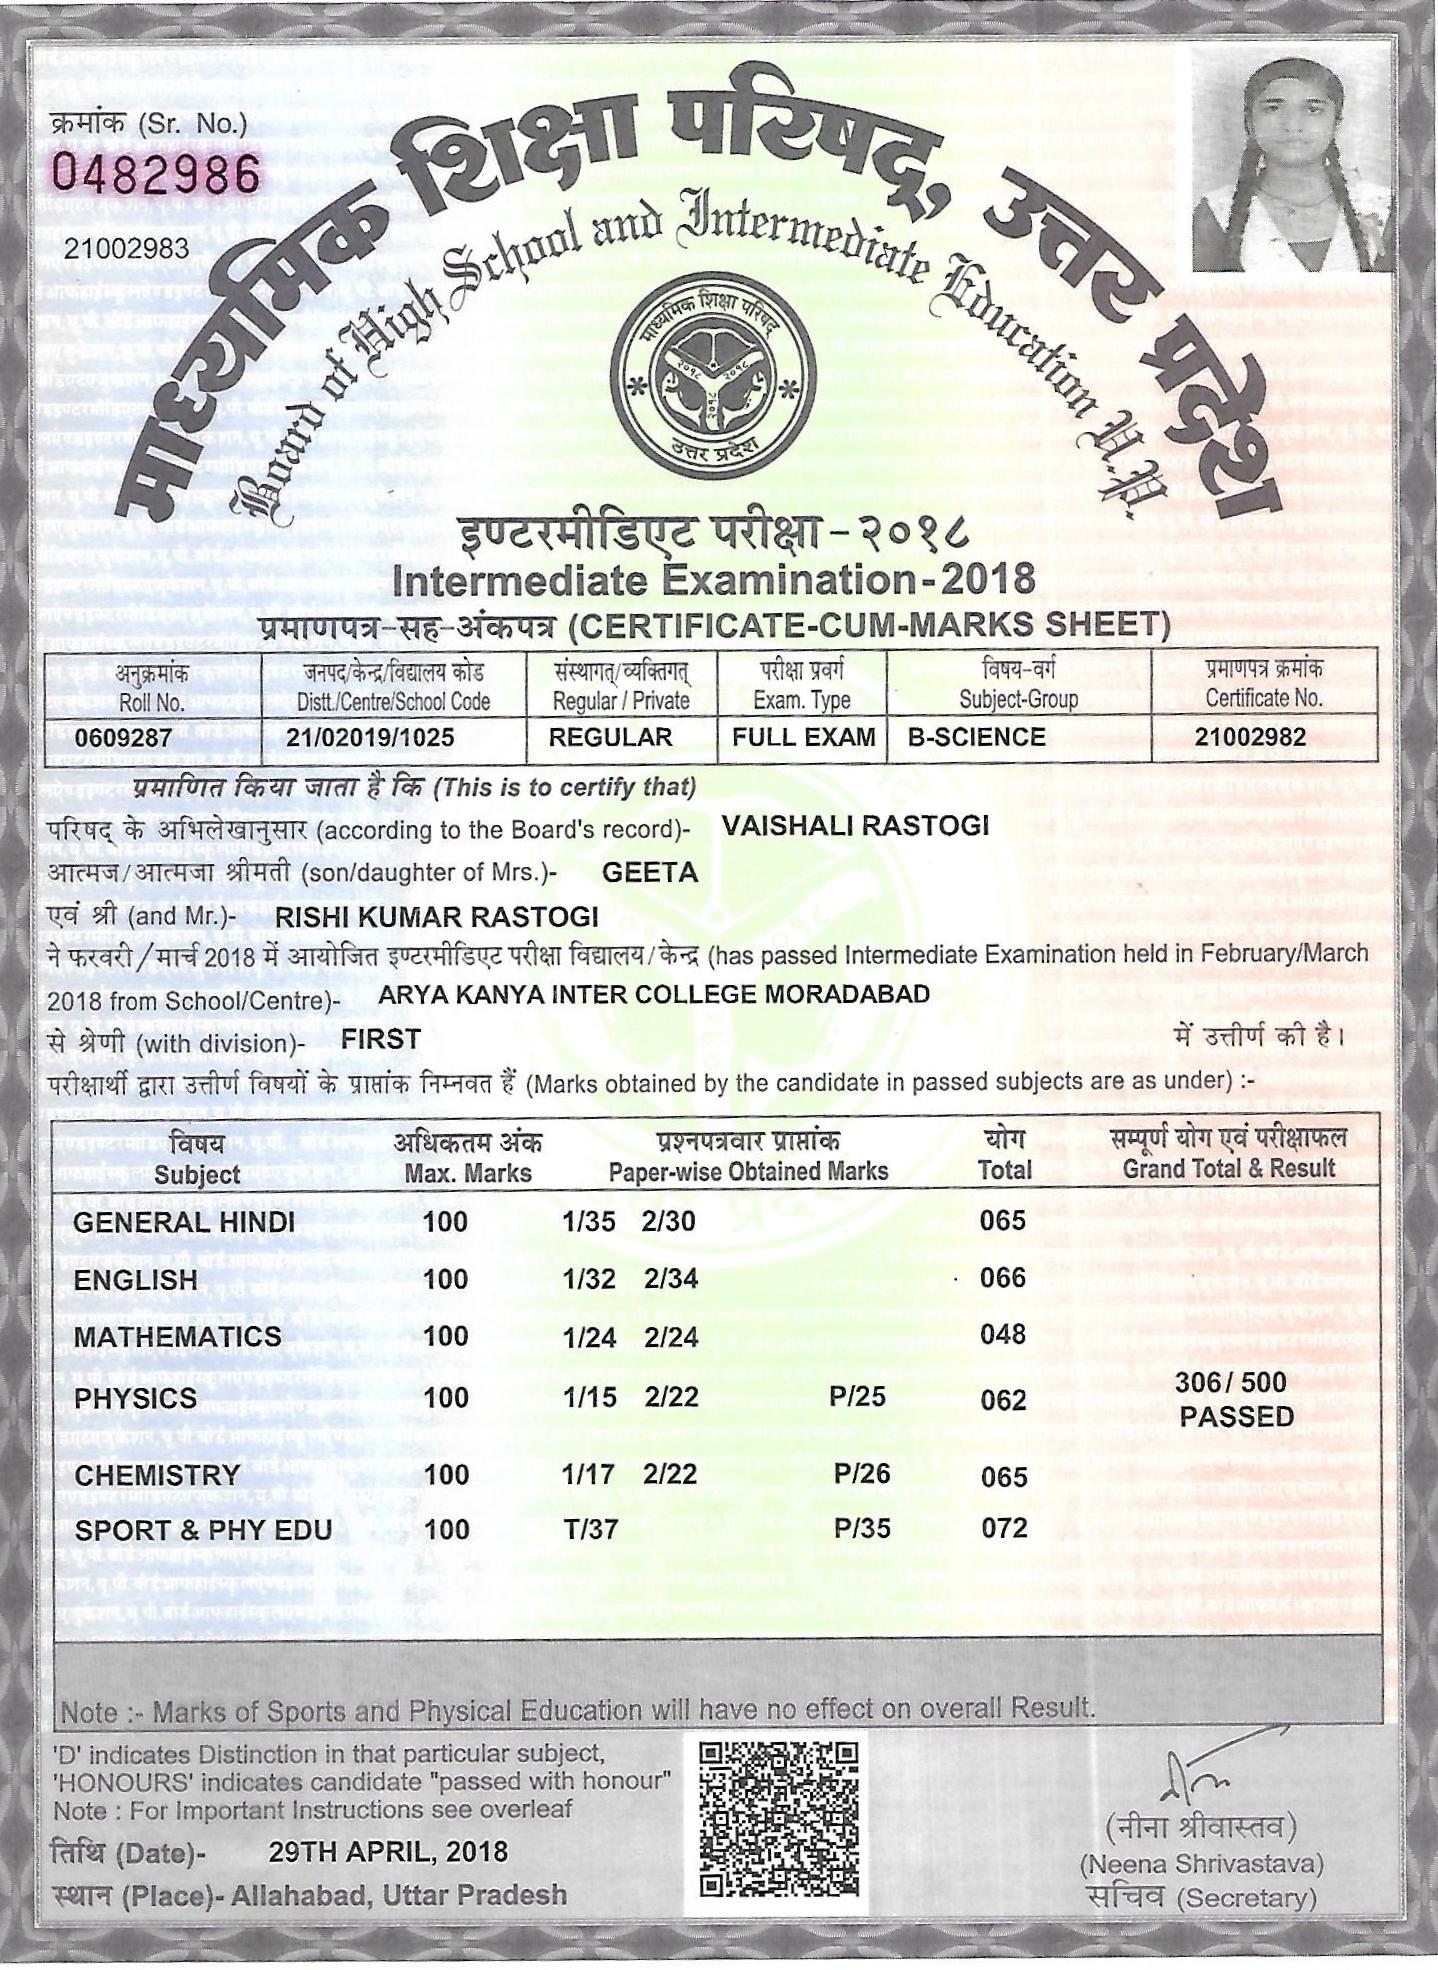 क्रमांक (Sr. No.)
0482986
21002983
माध्यमिक शिक्षा परिषद्, उत्तर प्रदेश
Board of High School and Intermediate Education U.P.
माध्यमिक शिक्षा परिषद्
२०१८ २०१८
२०१८
उत्तर प्रदेश
इण्टरमीडिएट परीक्षा-२०१८
Intermediate Examination-2018
प्रमाणपत्र-सह-अंकपत्र (CERTIFICATE-CUM-MARKS SHEET)
अनुक्रमांक जनपद/केन्द्र/विद्यालय कोड संस्थागत्/व्यक्तिगत् परीक्षा प्रवर्ग विषय-वर्ग प्रमाणपत्र क्रमांक
Roll No. Distt./Centre/School Code Regular / Private Exam. Type Subject-Group Certificate No.
0609287 21/02019/1025 REGULAR FULL EXAM B-SCIENCE 21002982
प्रमाणित किया जाता है कि (This is to certify that)
परिषद् के अभिलेखानुसार (according to the Board's record)- VAISHALI RASTOGI
आत्मज/आत्मजा श्रीमती (son/daughter of Mrs.)- GEETA
एवं श्री (and Mr.)- RISHI KUMAR RASTOGI
ने फरवरी/मार्च 2018 में आयोजित इण्टरमीडिएट परीक्षा विद्यालय/केन्द्र (has passed Intermediate Examination held in February/March
2018 from School/Centre)- ARYA KANYA INTER COLLEGE MORADABAD
से श्रेणी (with division)- FIRST में उत्तीर्ण की है।
परीक्षार्थी द्वारा उत्तीर्ण विषयों के प्राप्तांक निम्नवत हैं (Marks obtained by the candidate in passed subjects are as under) :-
विषय अधिकतम अंक प्रश्नपत्रवार प्राप्तांक योग सम्पूर्ण योग एवं परीक्षाफल
Subject Max. Marks Paper-wise Obtained Marks Total Grand Total & Result
GENERAL HINDI 100 1/35 2/30 065
ENGLISH 100 1/32 2/34 066
MATHEMATICS 100 1/24 2/24 048
PHYSICS 100 1/15 2/22 P/25 062 306/ 500
PASSED
CHEMISTRY 100 1/17 2/22 P/26 065
SPORT & PHY EDU 100 T/37 P/35 072
Note :- Marks of Sports and Physical Education will have no effect on overall Result.
'D' indicates Distinction in that particular subject,
'HONOURS' indicates candidate "passed with honour"
Note : For Important Instructions see overleaf
तिथि (Date)- 29TH APRIL, 2018
स्थान (Place)- Allahabad, Uttar Pradesh
(नीना श्रीवास्तव)
(Neena Shrivastava)
सचिव (Secretary)